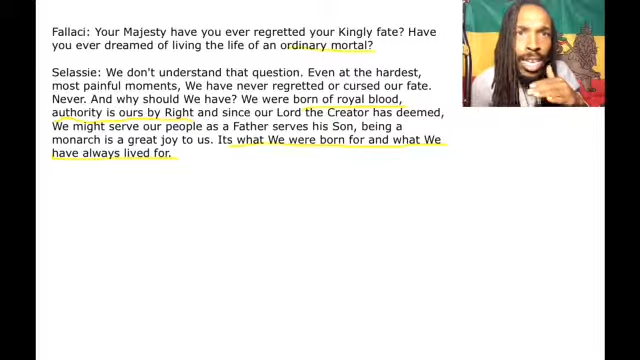 Fallaci: Your Majesty have you ever regretted your Kingly fate? Have
you ever dreamed of living the life of an ordinary mortal?
Selassie: We don't understand that question. Even at the hardest,
most painful moments, We have never regretted or cursed our fate.
Never. And why should We have? We were born of royal blood,
authority is ours by Right and since our Lord the Creator has deemed,
We might serve our people as a Father serves his Son, being a
monarch is a great joy to us. Its what We were born for and what We
have always lived for.